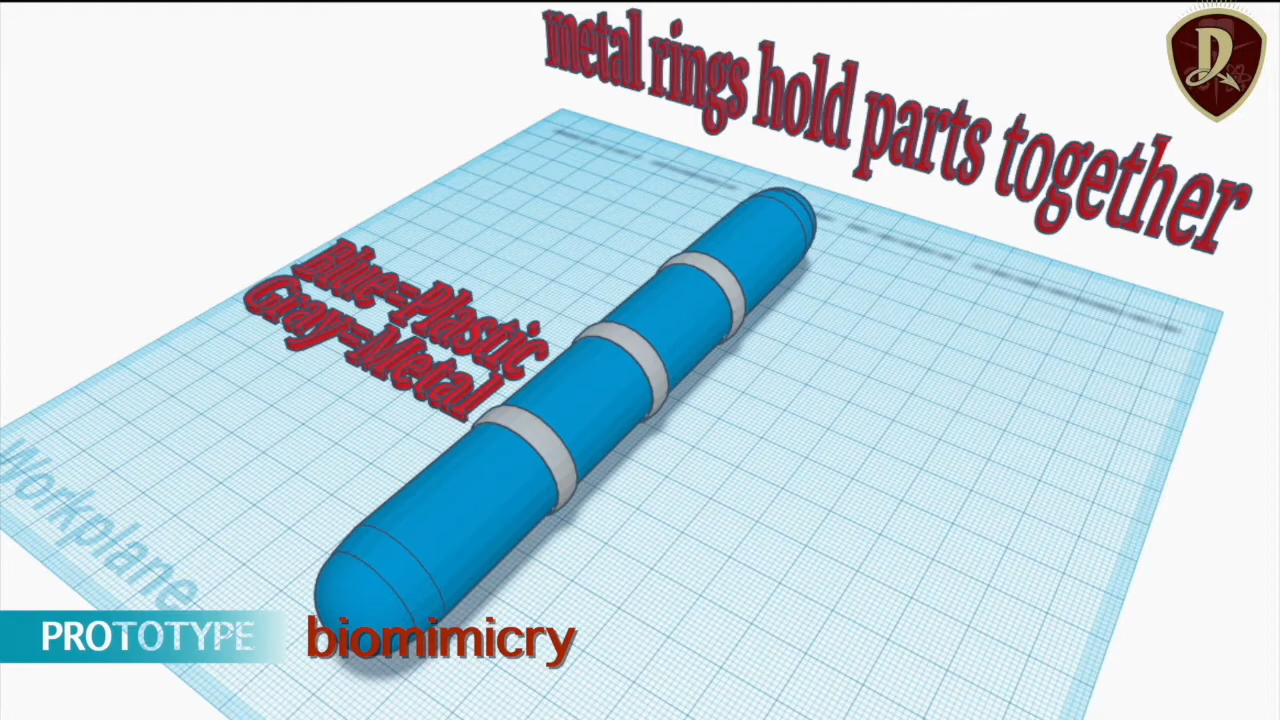 metal rings hold parts together
D
Blue=Plastic
Gray=Metal
Workplane
PROTOTYPE
biomimicry